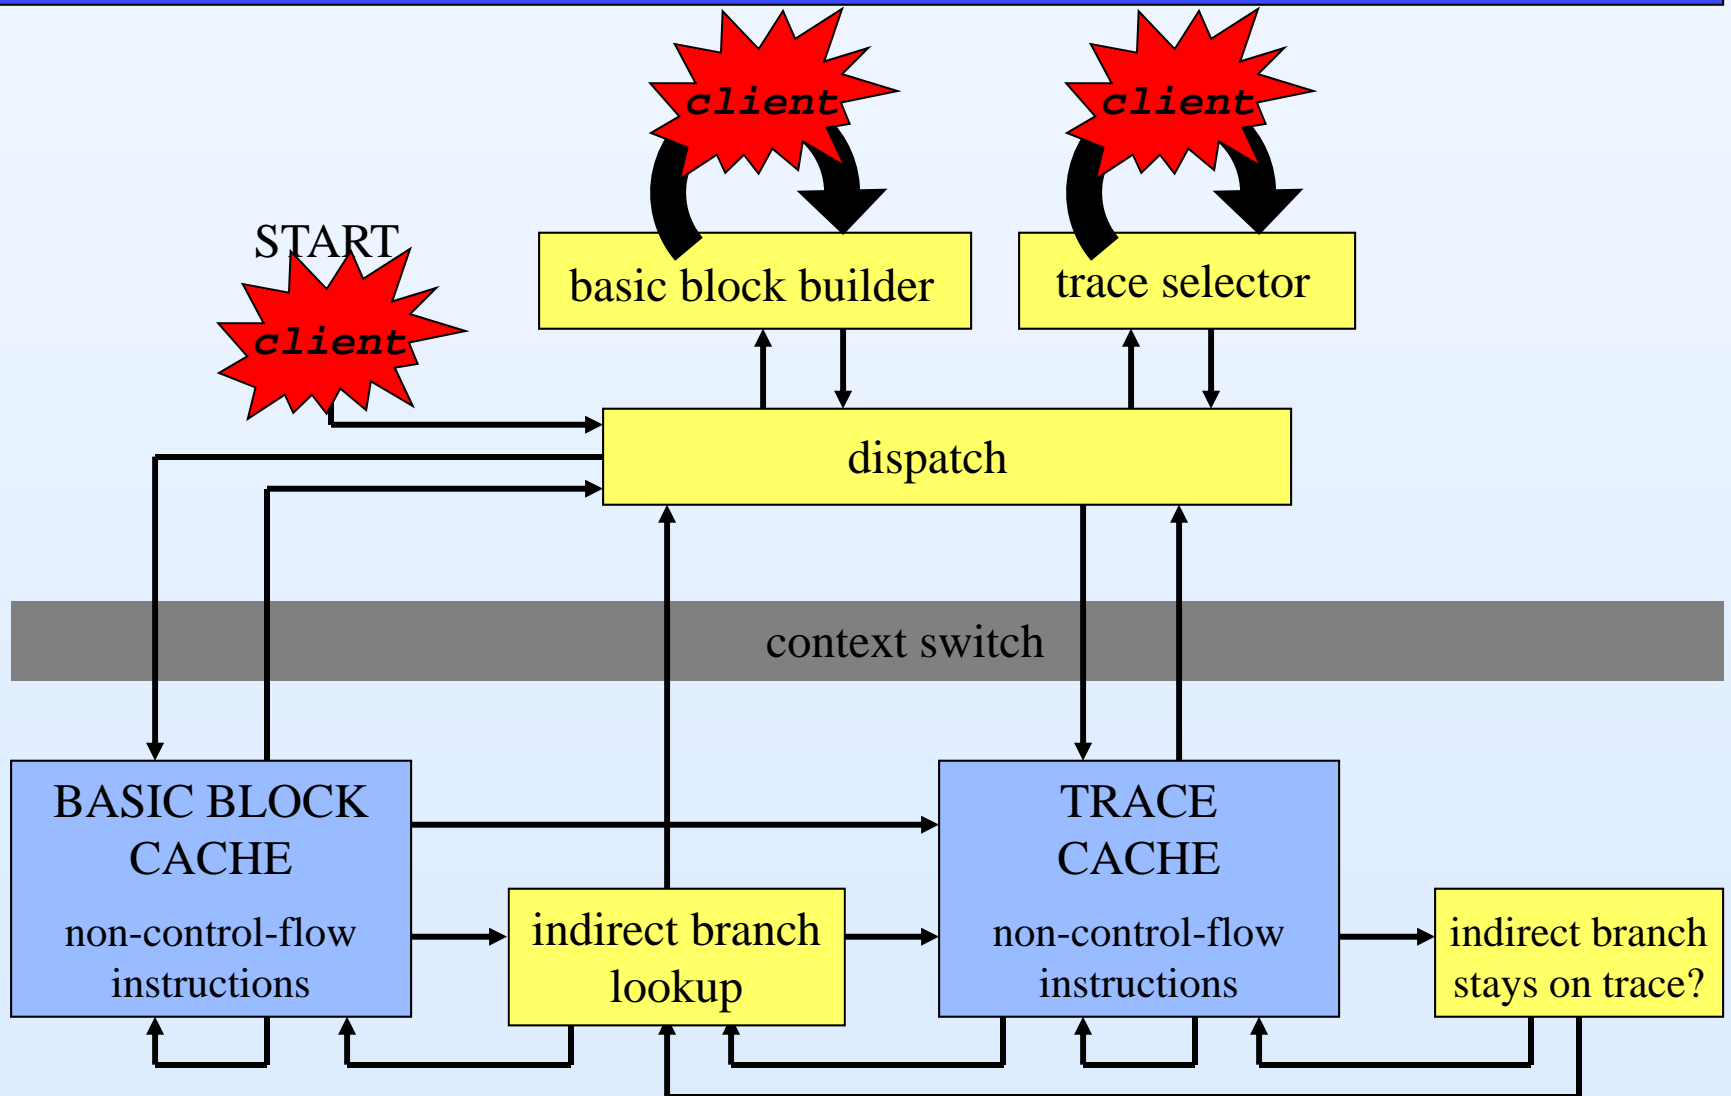 client
client
START
client
basic block builder
trace selector
dispatch
context switch
BASIC BLOCK
CACHE
non-control-flow
instructions
indirect branch
lookup
TRACE
CACHE
non-control-flow
instructions
indirect branch
stays on trace?